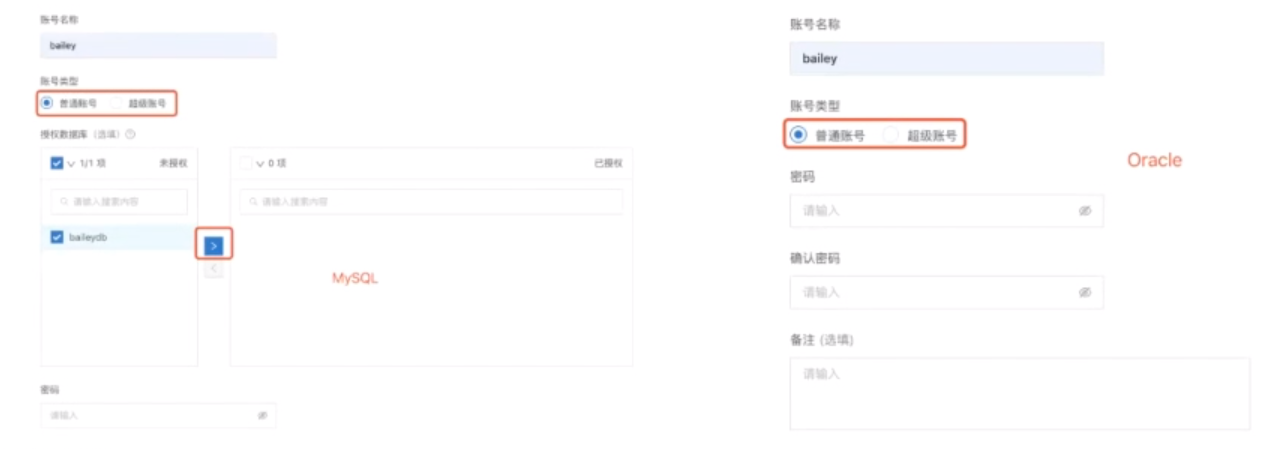 账号名称
bailey
账号类型
普通账号 超级账号
授权数据库 (选填)
1/1 项 未授权
0 项 已授权
请输入搜索内容
请输入搜索内容
baileydb
MySQL
密码
请输入
账号名称
bailey
账号类型
普通账号 超级账号
Oracle
密码
请输入
确认密码
请输入
备注 (选填)
请输入